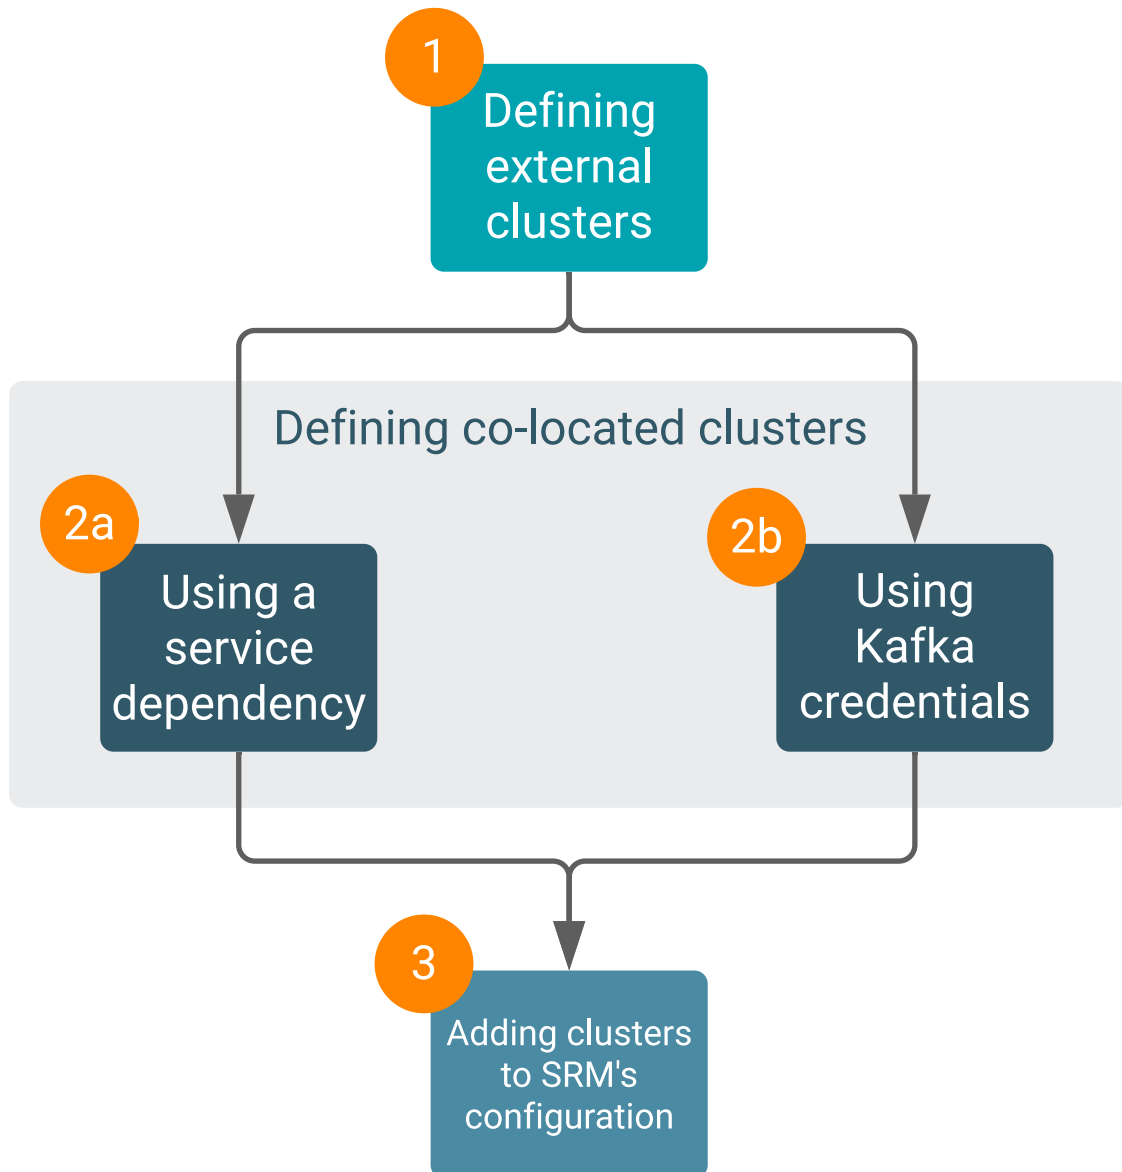 1
Defining
external
clusters
Defining co-located clusters
2a
Using a
service
dependency
2b
Using
Kafka
credentials
3
Adding clusters
to SRM's
configuration